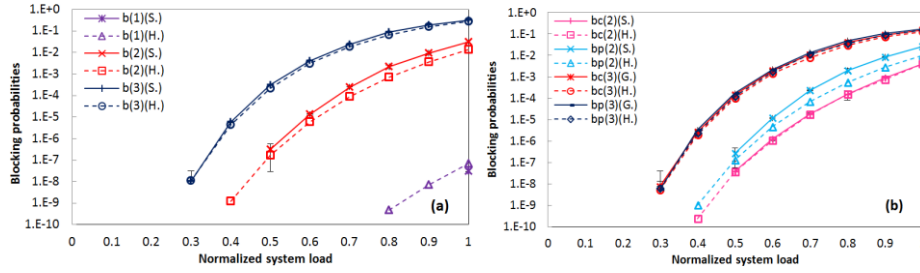 1.E+0
1.E-1
1.E-2
1.E-3
1.E-4
1.E-5
1.E-6
1.E-7
1.E-8
1.E-9
1.E-10
Blocking probabilities
b(1)(S.)
b(1)(H.)
b(2)(S.)
b(2)(H.)
b(3)(S.)
b(3)(H.)
(a)
0 0.1 0.2 0.3 0.4 0.5 0.6 0.7 0.8 0.9 1
Normalized system load
1.E+0
1.E-1
1.E-2
1.E-3
1.E-4
1.E-5
1.E-6
1.E-7
1.E-8
1.E-9
1.E-10
Blocking probabilities
bc(2)(S.)
bc(2)(H.)
bp(2)(S.)
bp(2)(H.)
bc(3)(G.)
bc(3)(H.)
bp(3)(G.)
bp(3)(H.)
(b)
0 0.1 0.2 0.3 0.4 0.5 0.6 0.7 0.8 0.9
Normalized system load